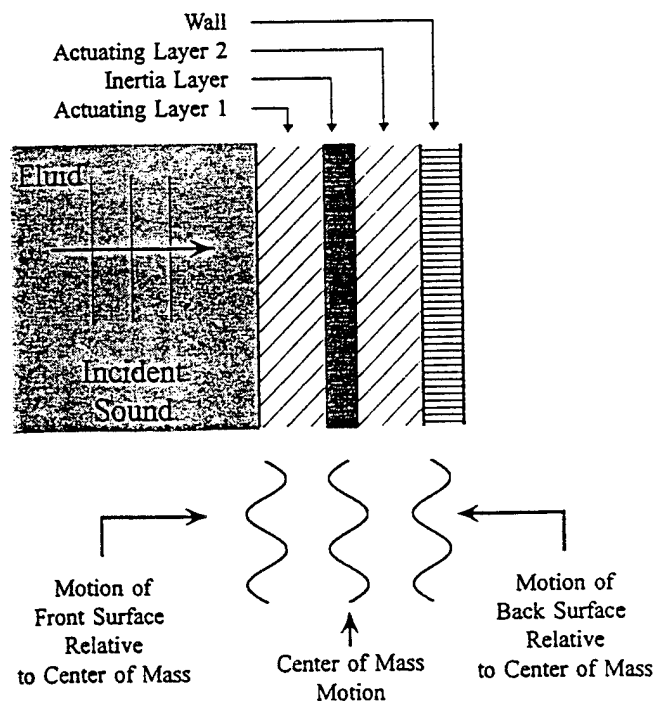 Wall
Actuating Layer 2
Inertia Layer
Actuating Layer 1
Fluid
Incident
Sound
Motion of
Front Surface
Relative
to Center of Mass
Center of Mass
Motion
Motion of
Back Surface
Relative
to Center of Mass